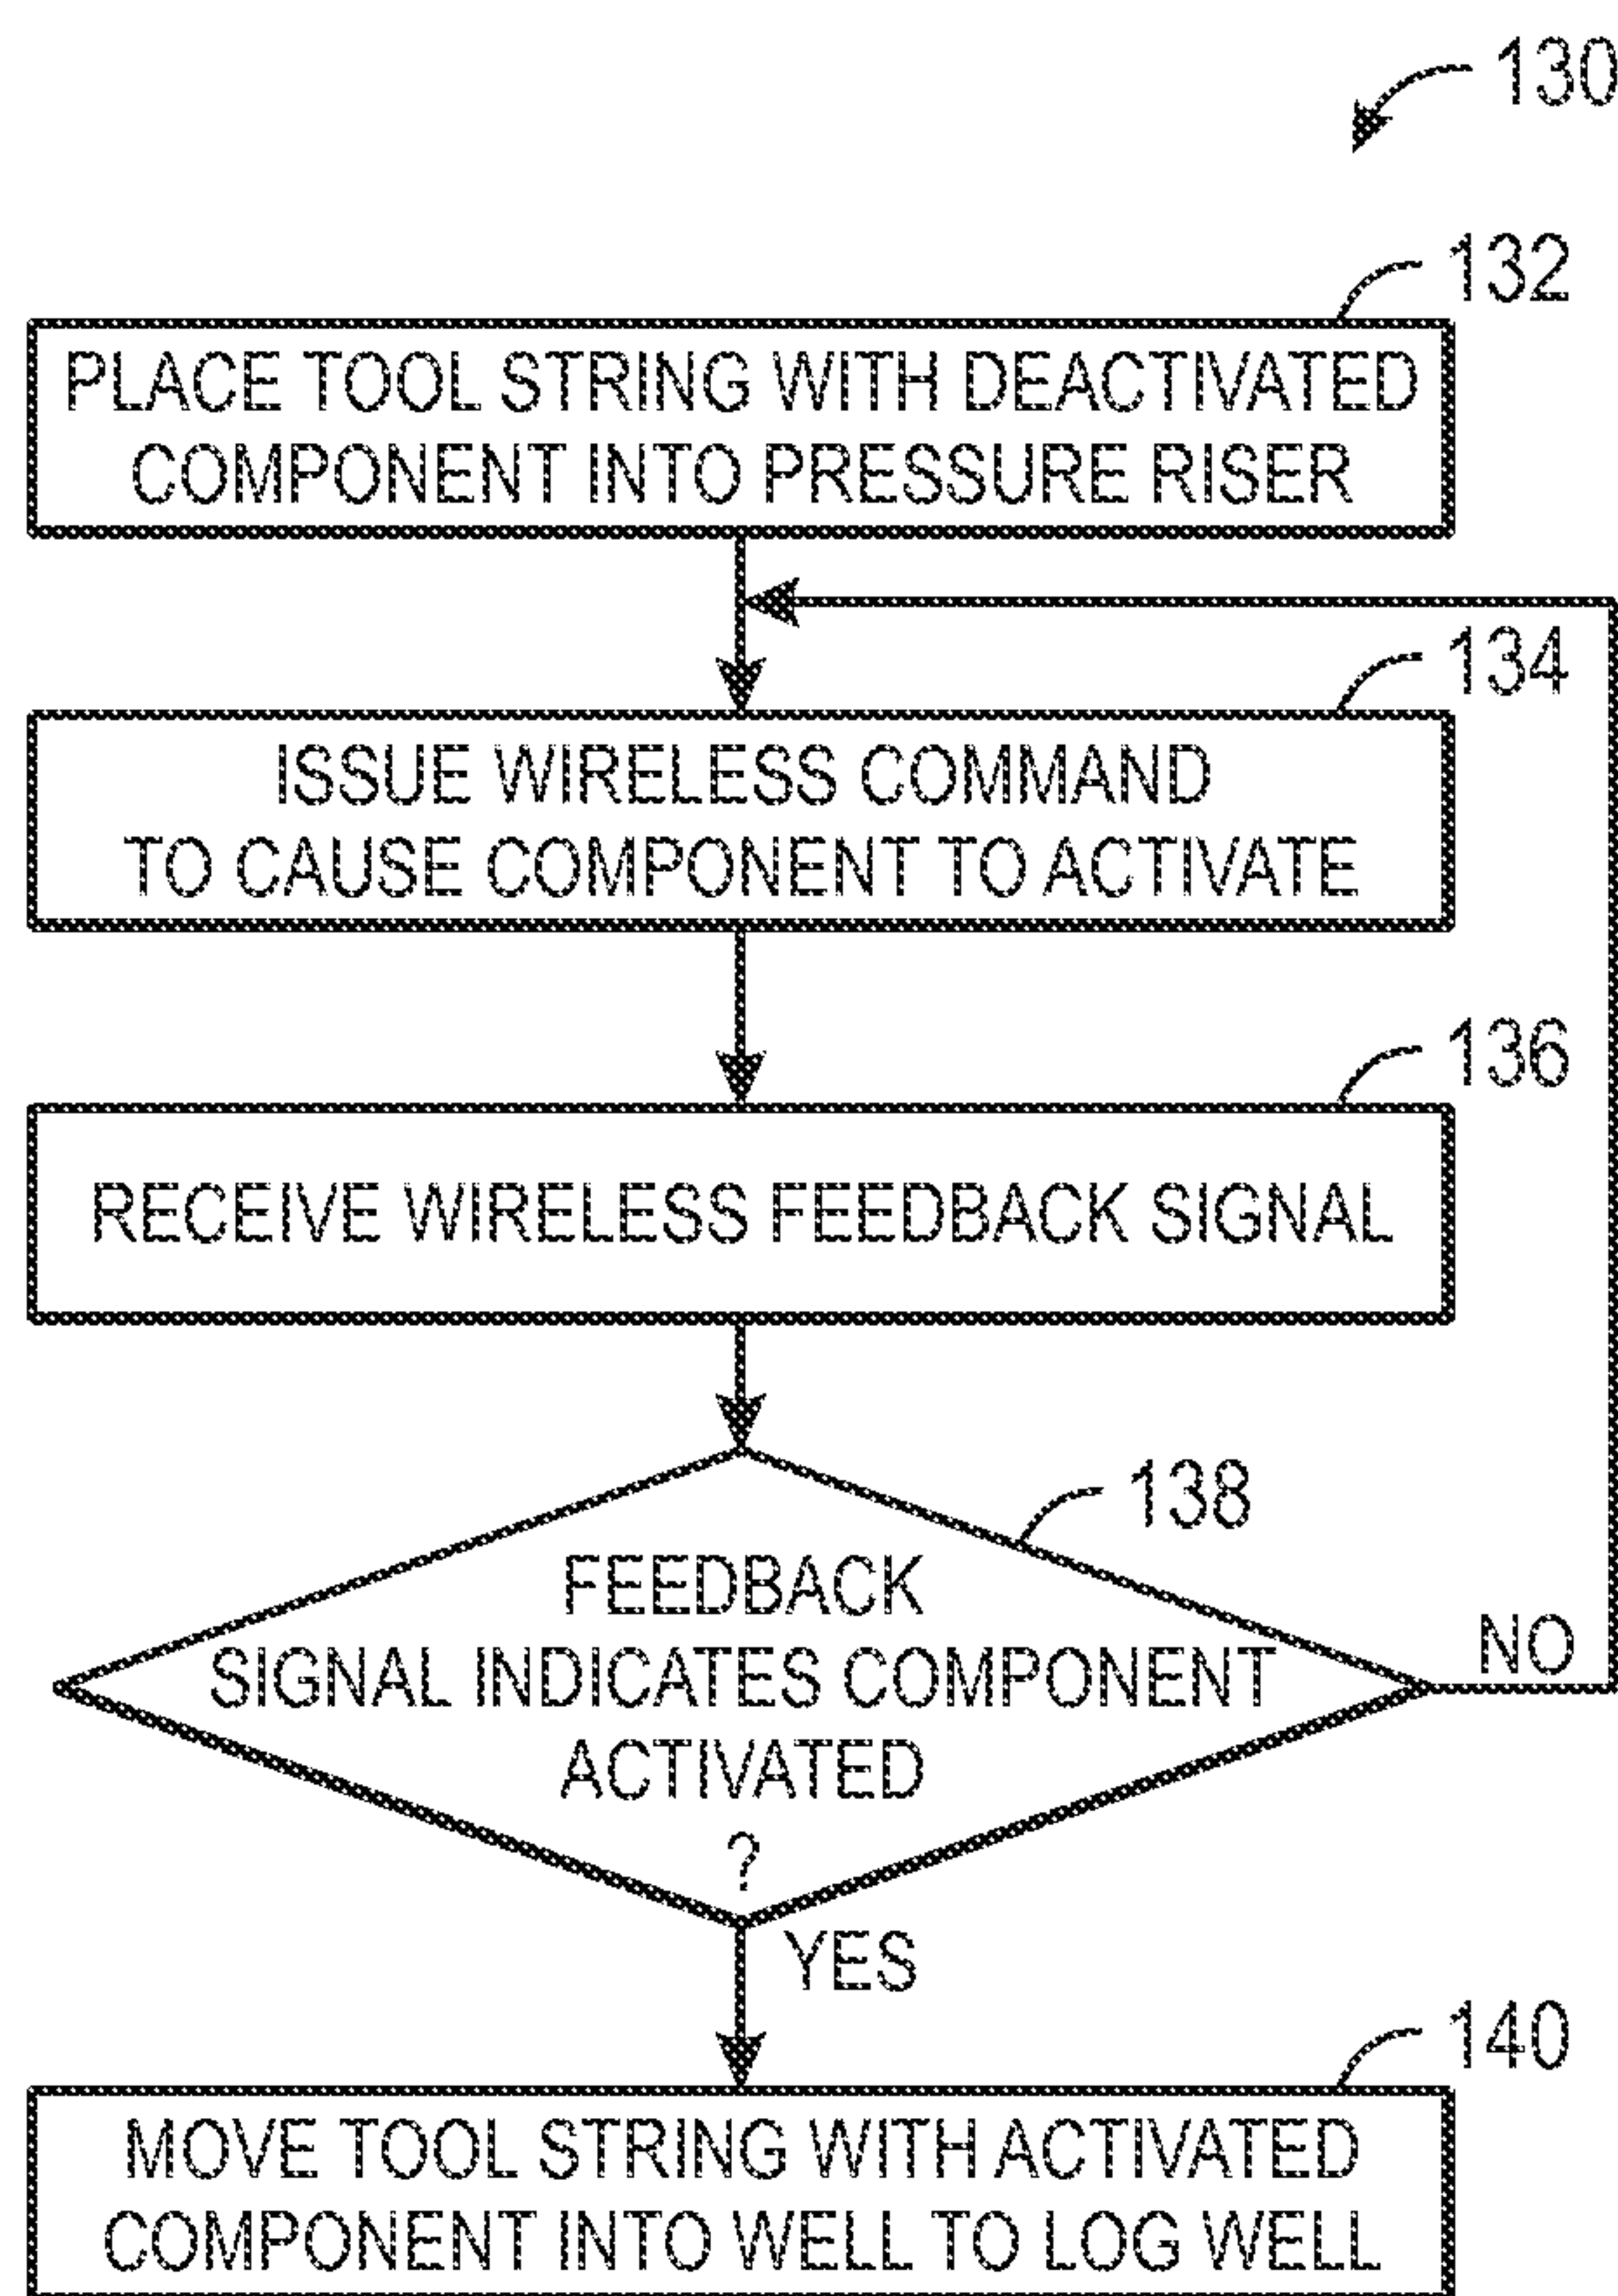 130
132
PLACE TOOL STRING WITH DEACTIVATED
COMPONENT INTO PRESSURE RISER
134
ISSUE WIRELESS COMMAND
TO CAUSE COMPONENT TO ACTIVATE
136
RECEIVE WIRELESS FEEDBACK SIGNAL
138
FEEDBACK
SIGNAL INDICATES COMPONENT
ACTIVATED
?
NO
YES
140
MOVE TOOL STRING WITH ACTIVATED
COMPONENT INTO WELL TO LOG WELL